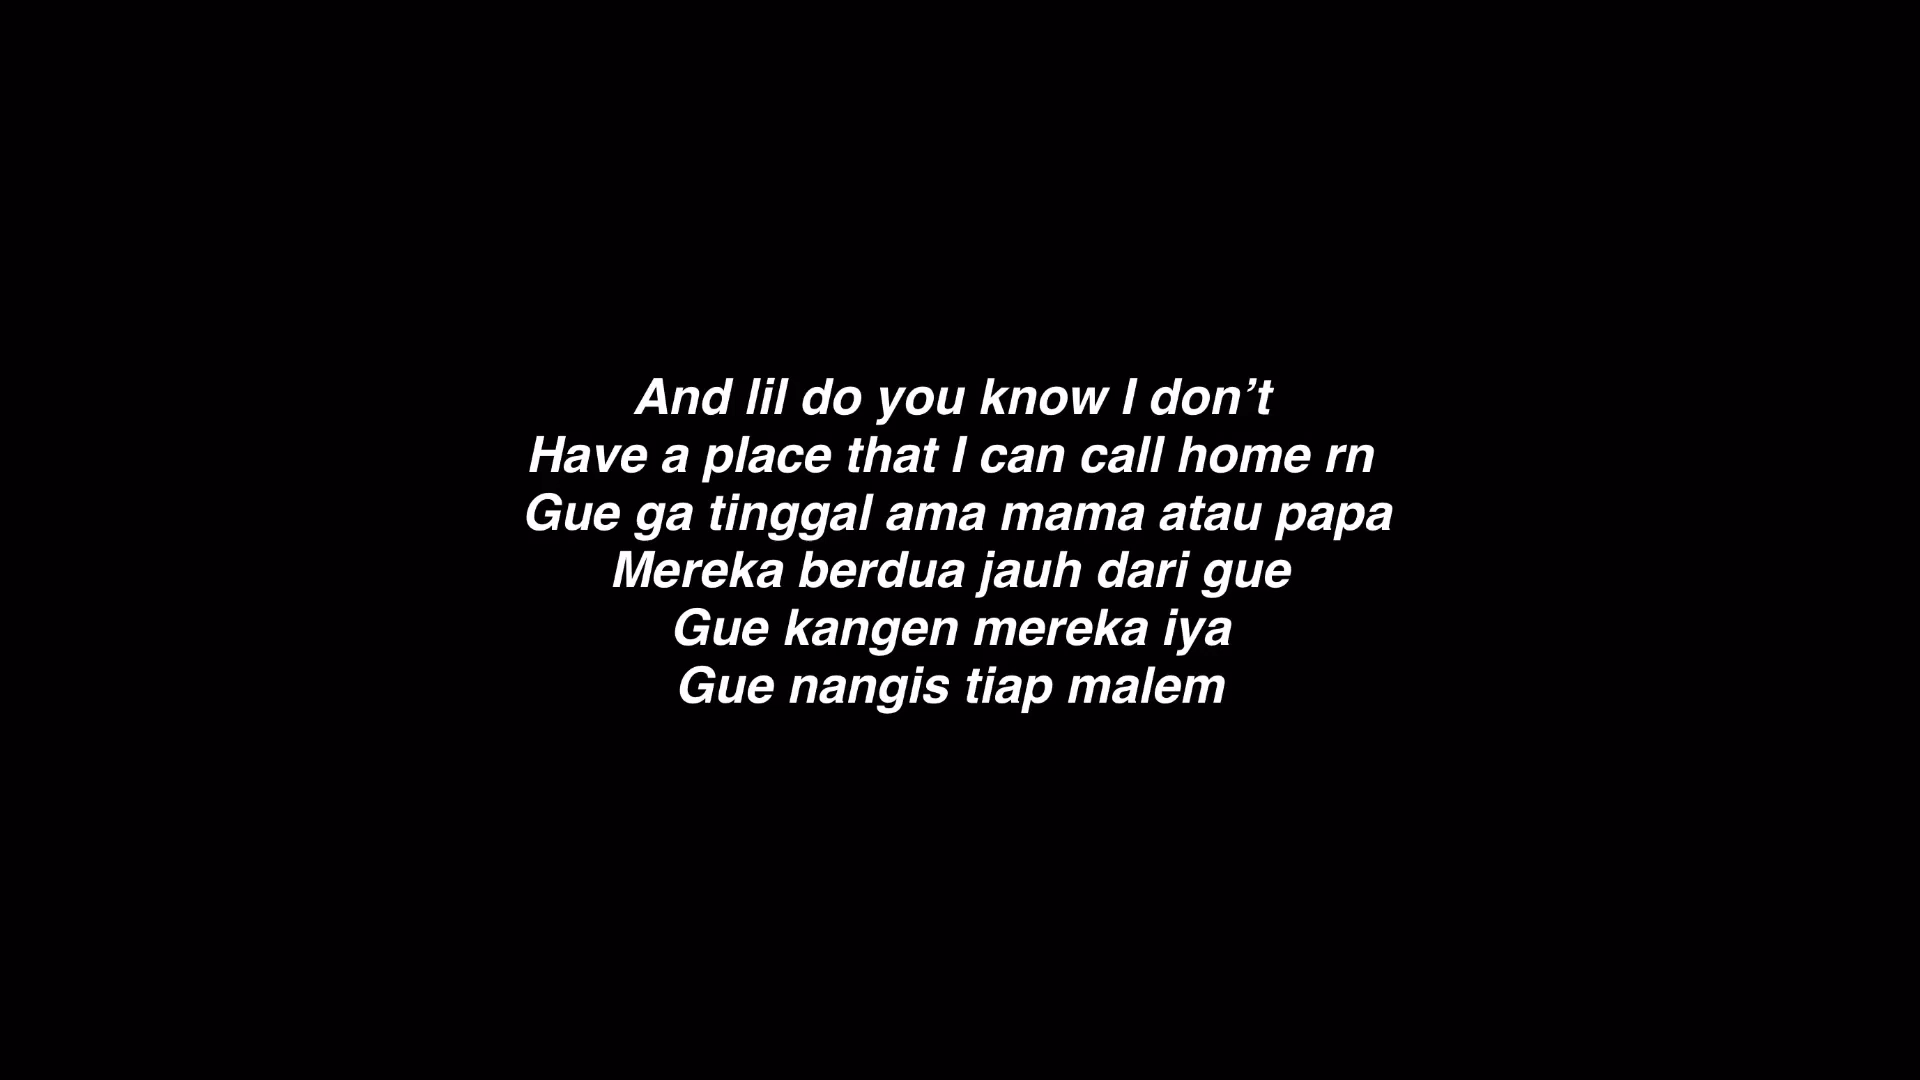 And lil do you know I don’t
Have a place that I can call home rn
Gue ga tinggal ama mama atau papa
Mereka berdua jauh dari gue
Gue kangen mereka iya
Gue nangis tiap malem